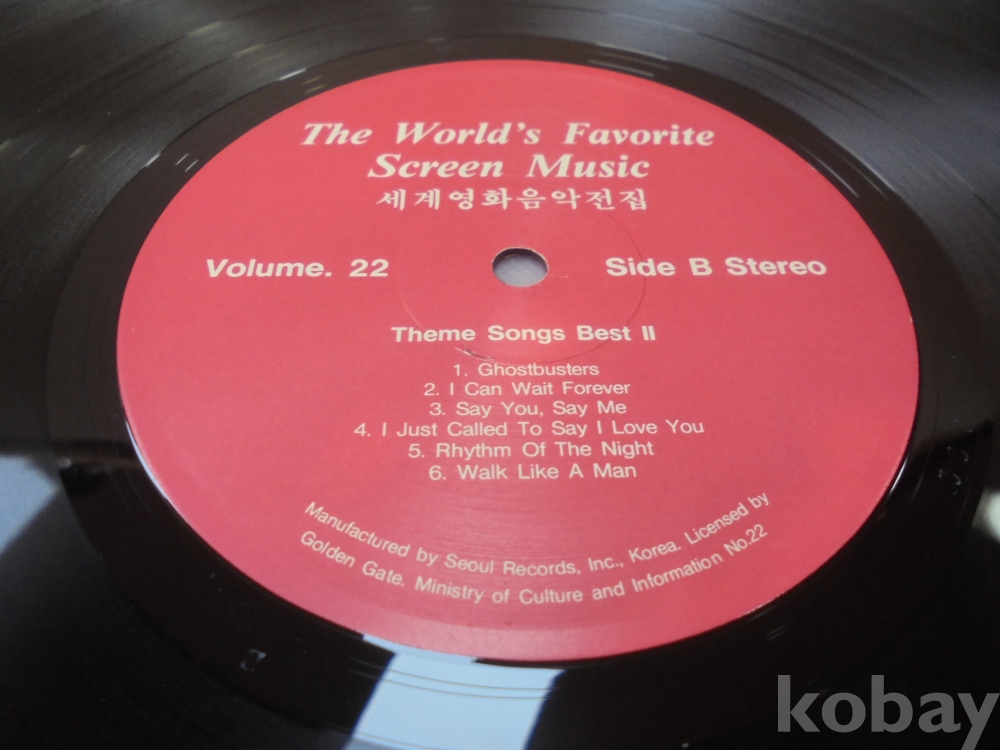 The World's Favorite
Screen Music
세계영화음악전집
Volume. 22
Side B Stereo
Theme Songs Best II
1. Ghostbusters
2. I Can Wait Forever
3. Say You, Say Me
4. I Just Called To Say I Love You
5. Rhythm Of The Night
6. Walk Like A Man
Manufactured by Seoul Records, Inc., Korea. Licensed by
Golden Gate. Ministry of Culture and Information No.22
kobay